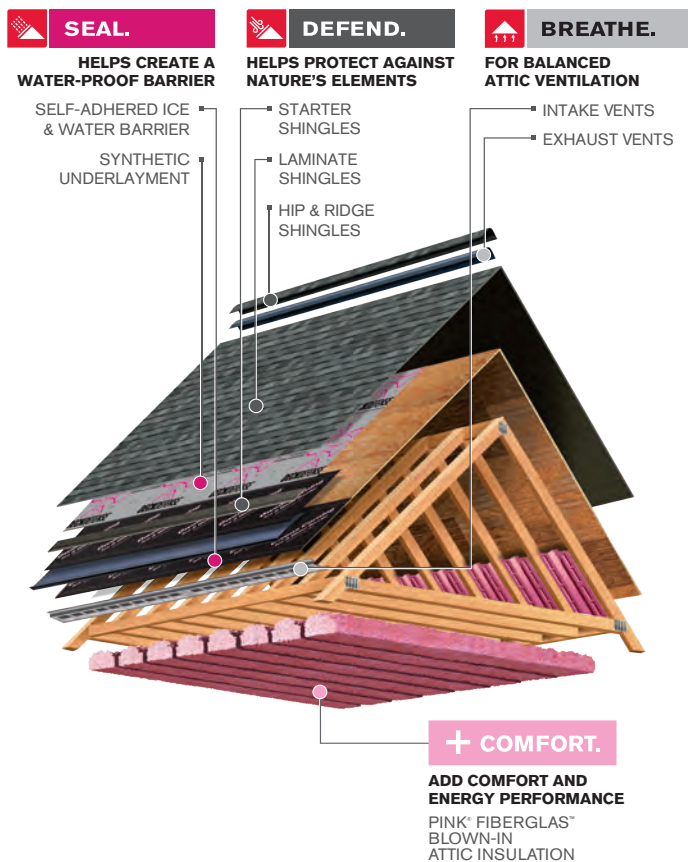 SEAL.
HELPS CREATE A
WATER-PROOF BARRIER
SELF-ADHERED ICE
& WATER BARRIER
SYNTHETIC
UNDERLAYMENT
DEFEND.
HELPS PROTECT AGAINST
NATURE'S ELEMENTS
STARTER
SHINGLES
LAMINATE
SHINGLES
HIP & RIDGE
SHINGLES
BREATHE.
FOR BALANCED
ATTIC VENTILATION
INTAKE VENTS
EXHAUST VENTS
+ COMFORT.
ADD COMFORT AND
ENERGY PERFORMANCE
PINK® FIBERGLAS™
BLOWN-IN
ATTIC INSULATION